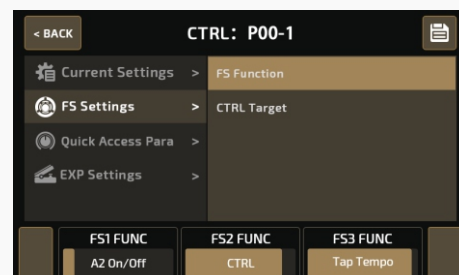 < BACK
CTRL: P00-1
Current Settings >
FS Function
FS Settings >
CTRL Target
Quick Access Para >
EXP Settings >
FS1 FUNC
FS2 FUNC
FS3 FUNC
A2 On/Off
CTRL
Tap Tempo